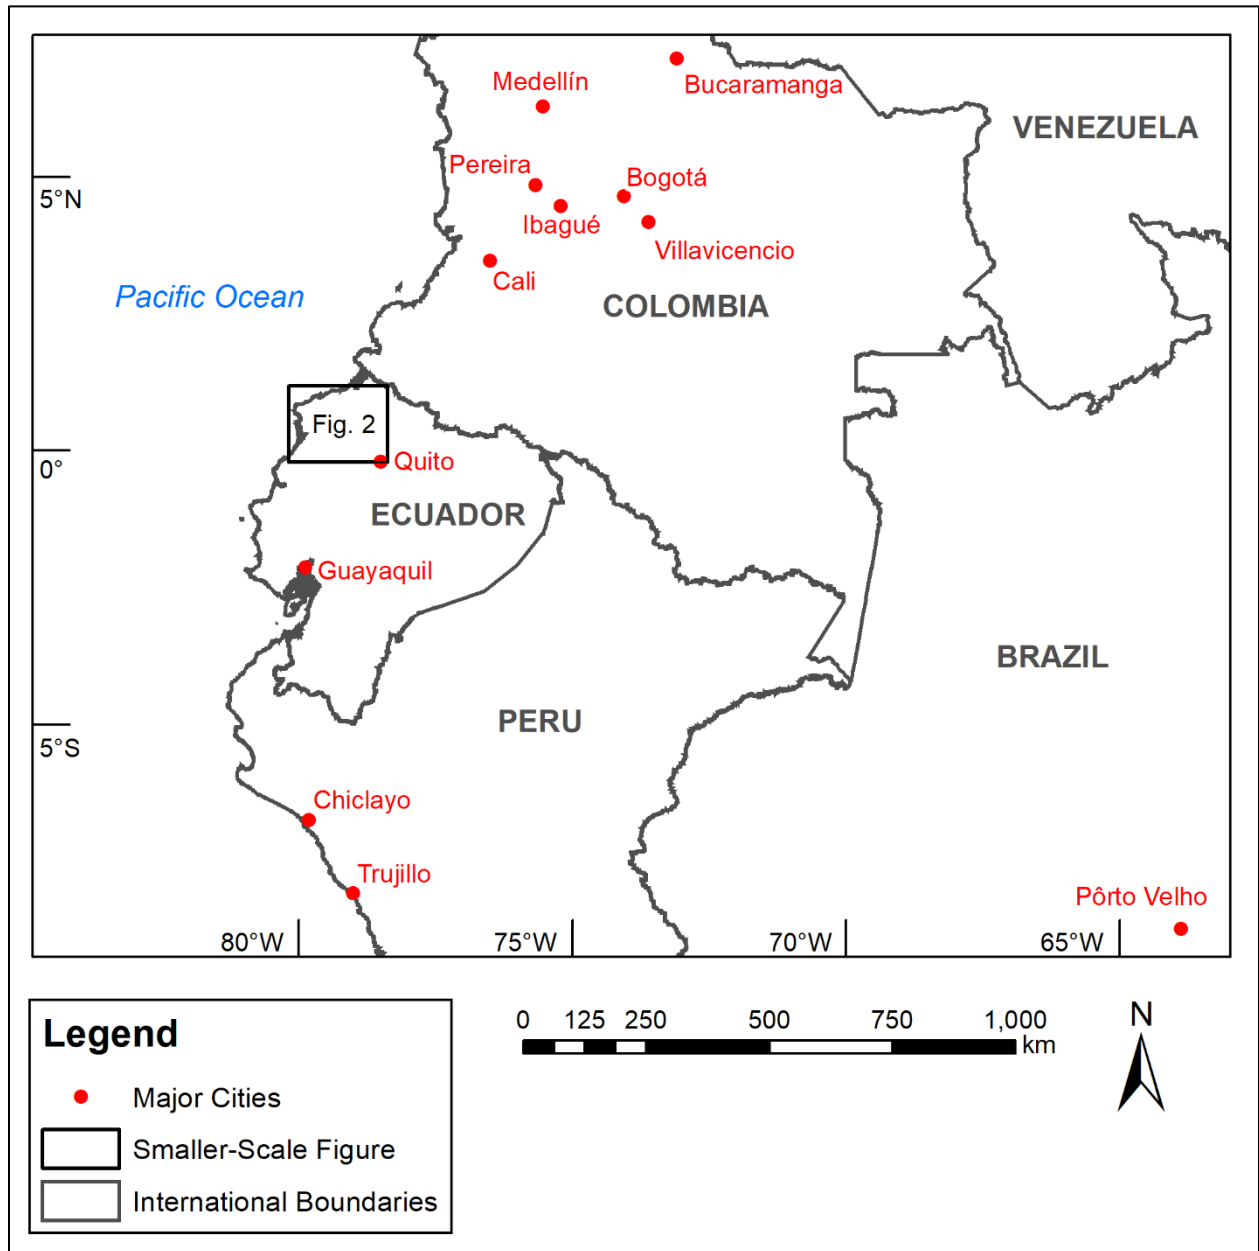 Medellín
Bucaramanga
VENEZUELA
Pereira
Bogotá
5°N
Ibagué
Villavicencio
Cali
Pacific Ocean
COLOMBIA
Fig. 2
0°
Quito
ECUADOR
Guayaquil
BRAZIL
PERU
5°S
Chiclayo
Trujillo
Pôrto Velho
80°W
75°W
70°W
65°W
Legend
Major Cities
Smaller-Scale Figure
International Boundaries
0 125 250 500 750 1,000
km
N